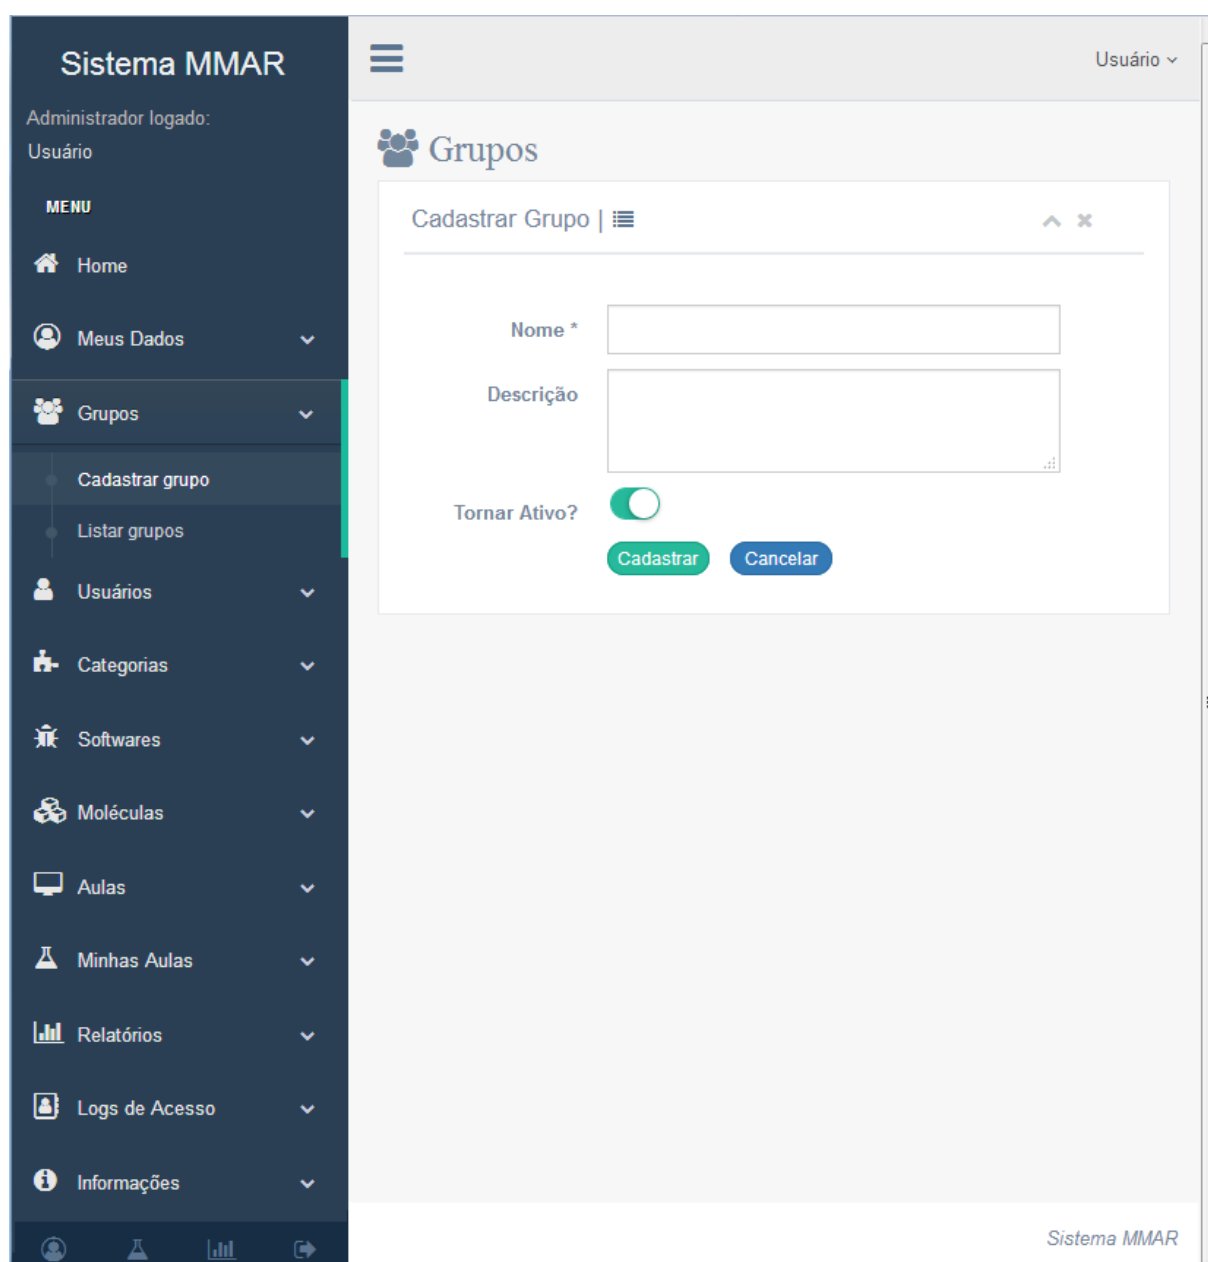 Sistema MMAR
Administrador logado:
Usuário
MENU
Home
Meus Dados
Grupos
Cadastrar grupo
Listar grupos
Usuários
Categorias
Softwares
Moléculas
Aulas
Minhas Aulas
Relatórios
Logs de Acesso
Informações
Usuário
Grupos
Cadastrar Grupo |
Nome *
Descrição
Tornar Ativo?
Cadastrar Cancelar
Sistema MMAR